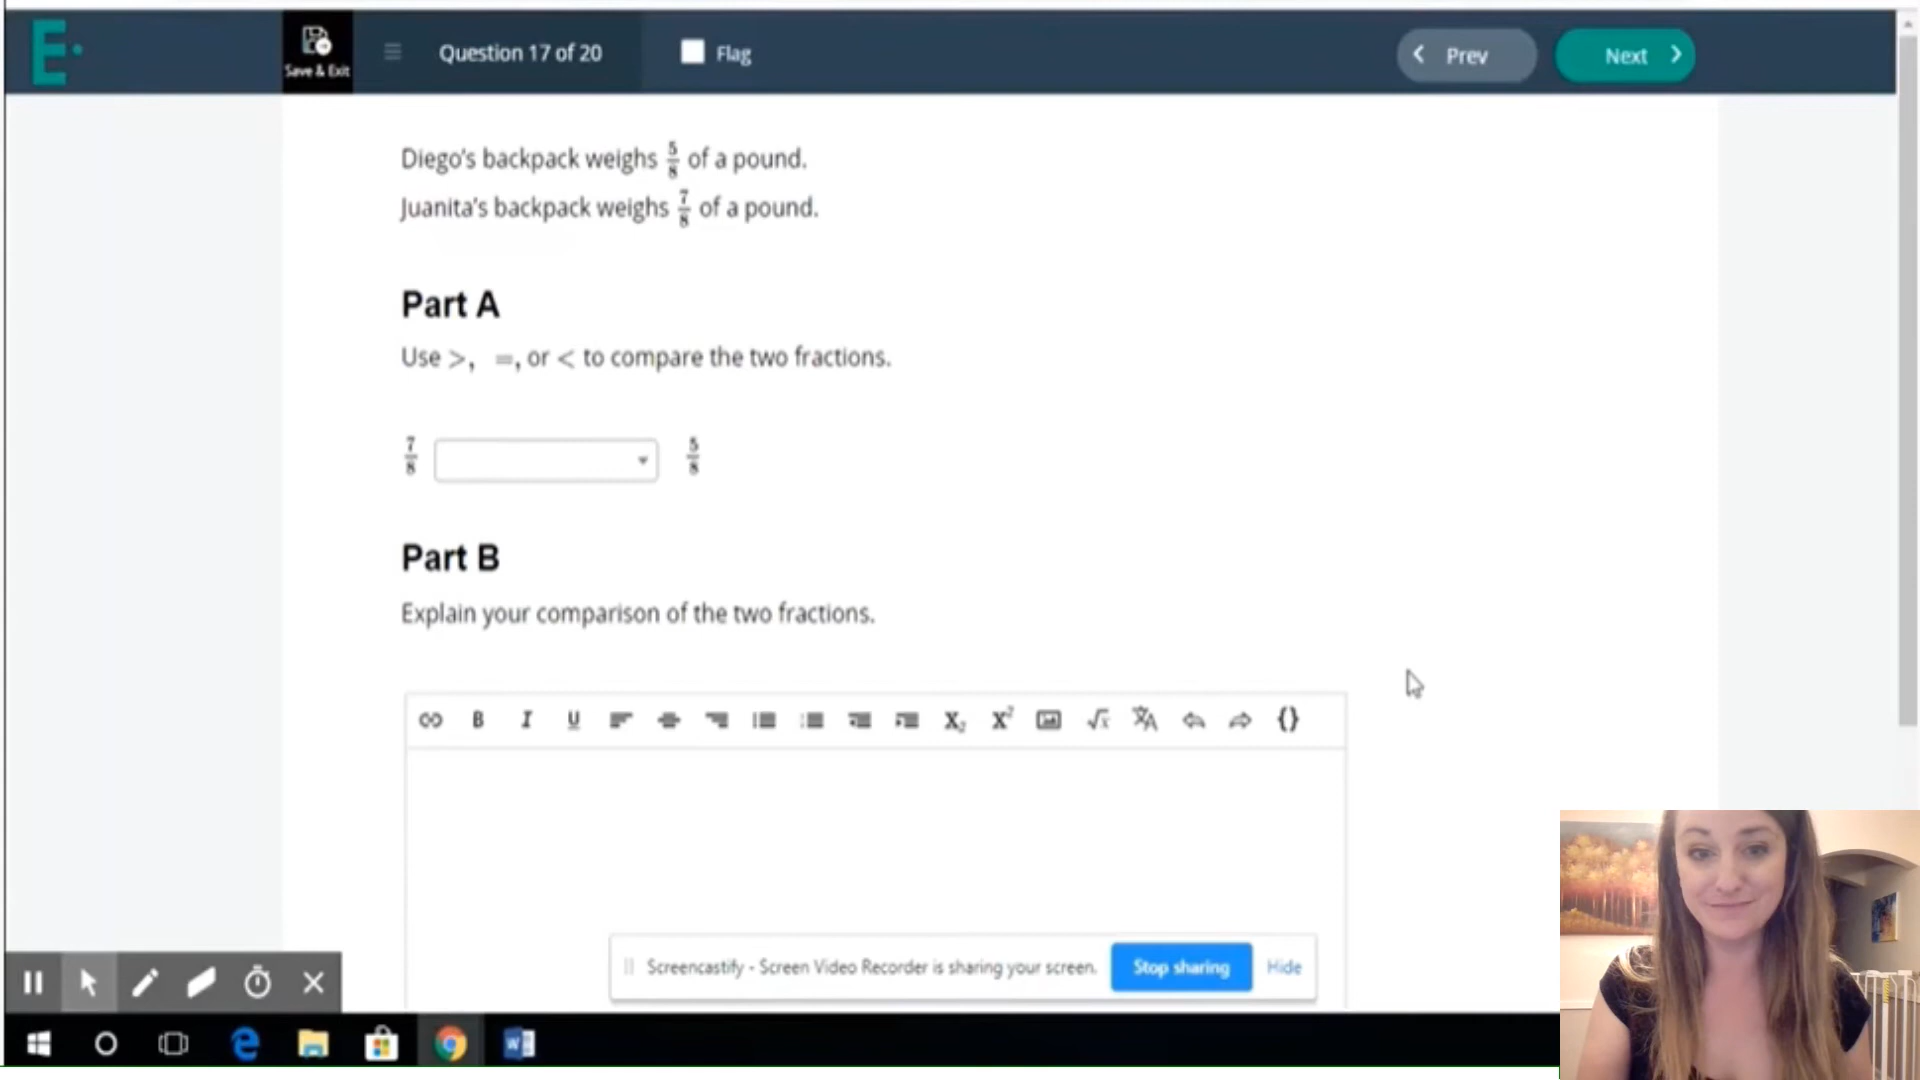 E·
Save & Exit
Question 17 of 20
Flag
Prev
Next
Diego's backpack weighs 5/8 of a pound.
Juanita's backpack weighs 7/8 of a pound.
Part A
Use >, =, or < to compare the two fractions.
7/8 5/8
Part B
Explain your comparison of the two fractions.
B I U X₂ X² √x {}
Screencastify - Screen Video Recorder is sharing your screen. Stop sharing Hide